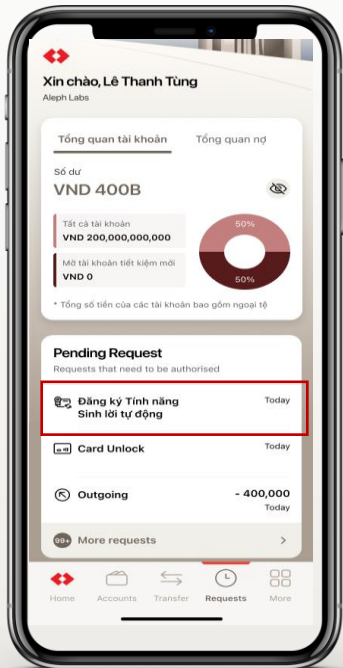 Xin chào, Lê Thanh Tùng
Aleph Labs
Tổng quan tài khoản
Tổng quan nợ
Số dư
VND 400B
Tất cả tài khoản
VND 200,000,000,000
Mở tài khoản tiết kiệm mới
VND 0
50%
50%
* Tổng số tiền của các tài khoản bao gồm ngoại tệ
Pending Request
Requests that need to be authorised
Đăng ký Tính năng
Sinh lời tự động
Today
Card Unlock
Today
Outgoing
- 400,000
Today
99+ More requests
Home
Accounts
Transfer
Requests
More